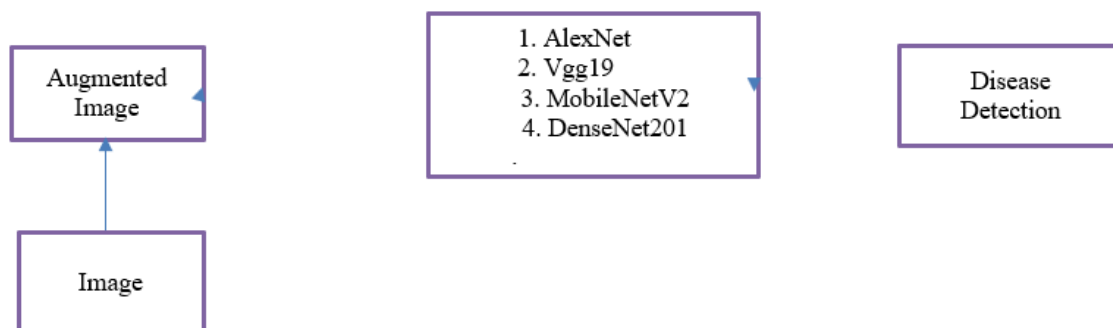 Augmented
Image
1. AlexNet
2. Vgg19
3. MobileNetV2
4. DenseNet201
.
Disease
Detection
Image